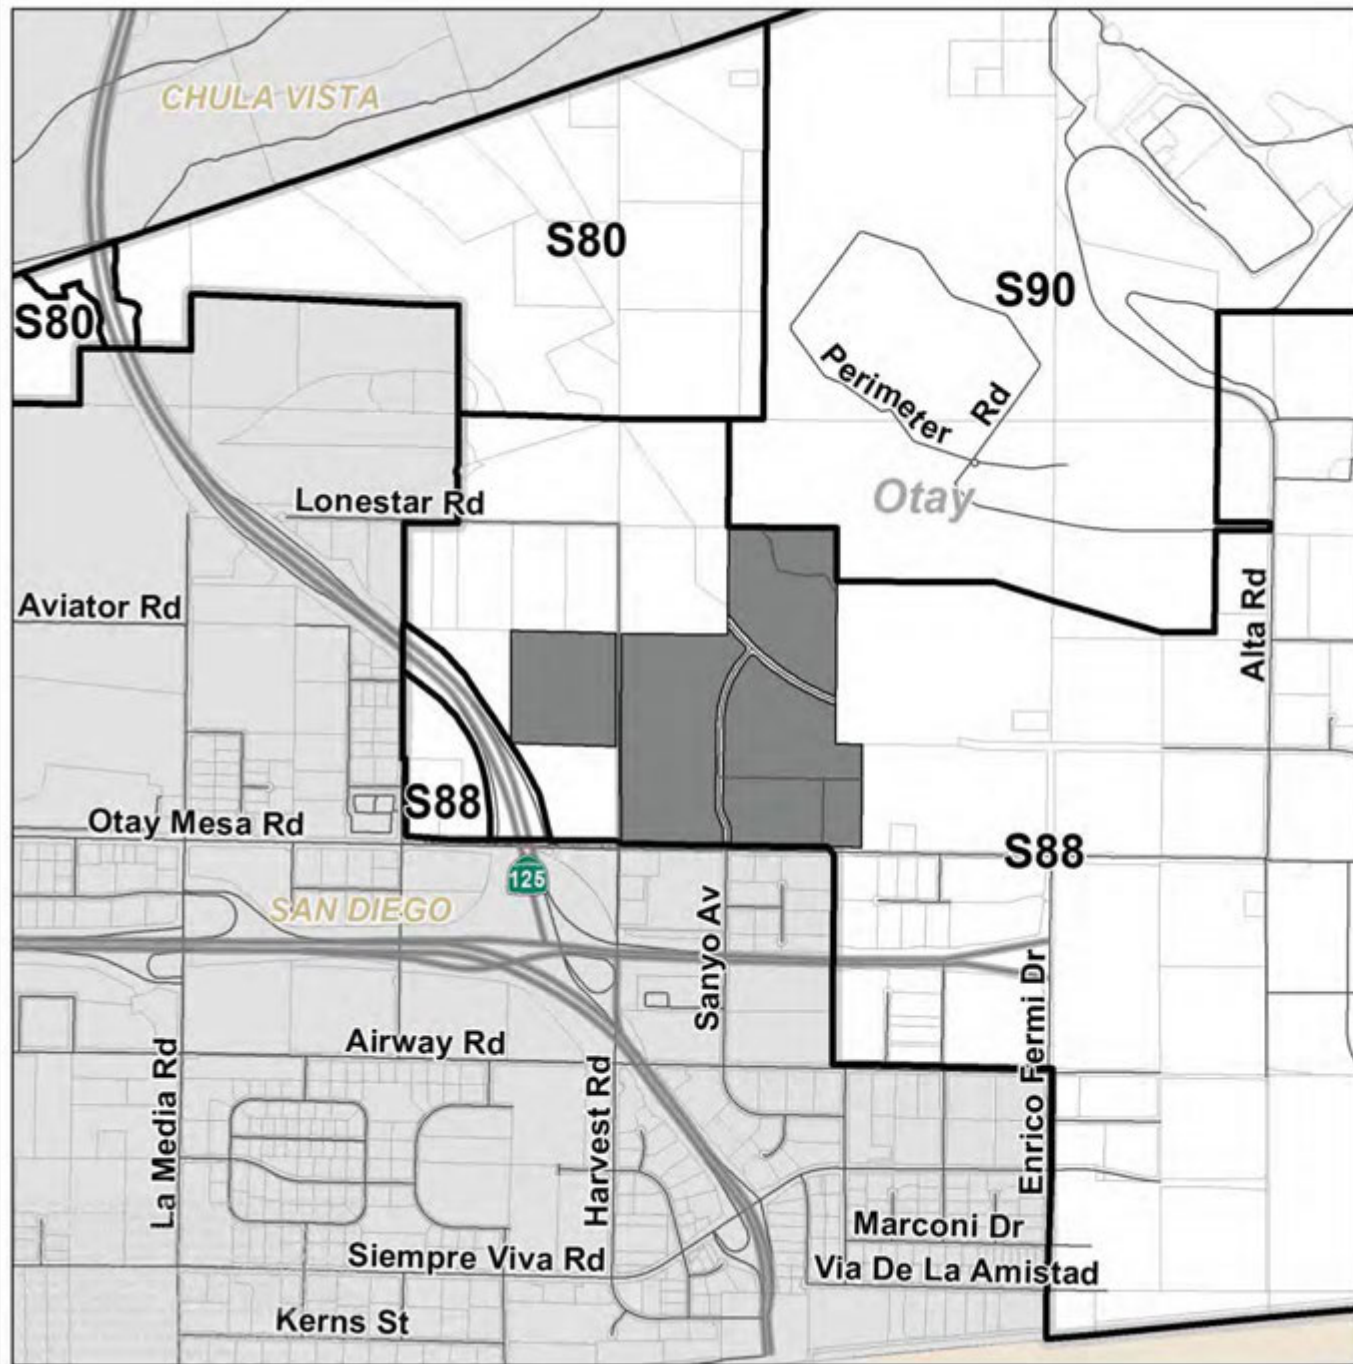 CHULA VISTA
S80
S90
S80
Perimeter
Rd
Otay
Lonestar Rd
Aviator Rd
Alta Rd
S88
Otay Mesa Rd
S88
125
SAN DIEGO
Sanyo Av
Enrico Fermi Dr
Airway Rd
La Media Rd
Harvest Rd
Marconi Dr
Siempre Viva Rd
Via De La Amistad
Kerns St